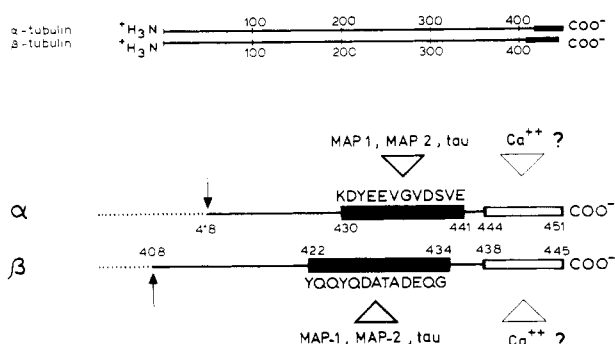 α-tubulin +H3N 100 200 300 400 COO-
β-tubulin +H3N 100 200 300 400 COO-
MAP 1, MAP 2, tau Ca++ ?
KDYEEVGVDSVE
α 4'8 430 441 444 451 COO-
β 408 422 434 438 445 COO-
YQQYQDATADEQG
MAP-1, MAP-2, tau Ca++ ?